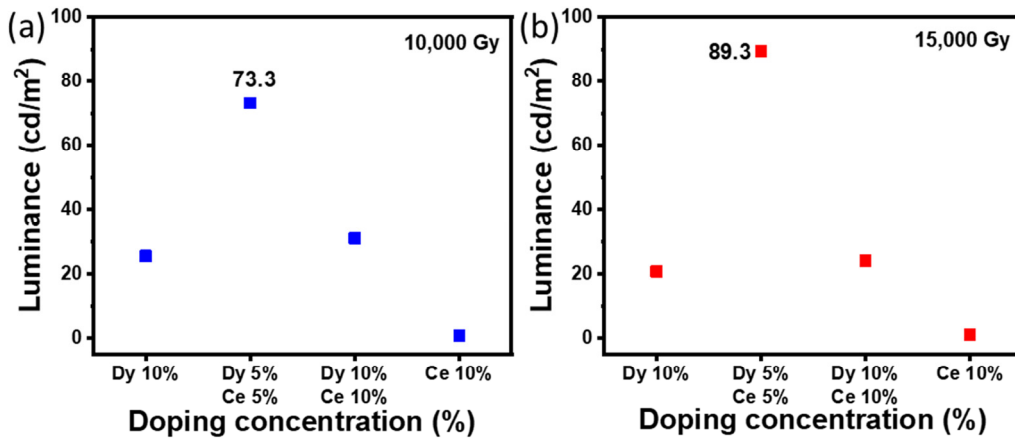 (a)
10,000 Gy
Luminance (cd/m²)
100
80
60
40
20
0
73.3
Dy 10%
Dy 5%
Ce 5%
Dy 10%
Ce 10%
Ce 10%
Doping concentration (%)
(b)
15,000 Gy
Luminance (cd/m²)
100
80
60
40
20
0
89.3
Dy 10%
Dy 5%
Ce 5%
Dy 10%
Ce 10%
Ce 10%
Doping concentration (%)